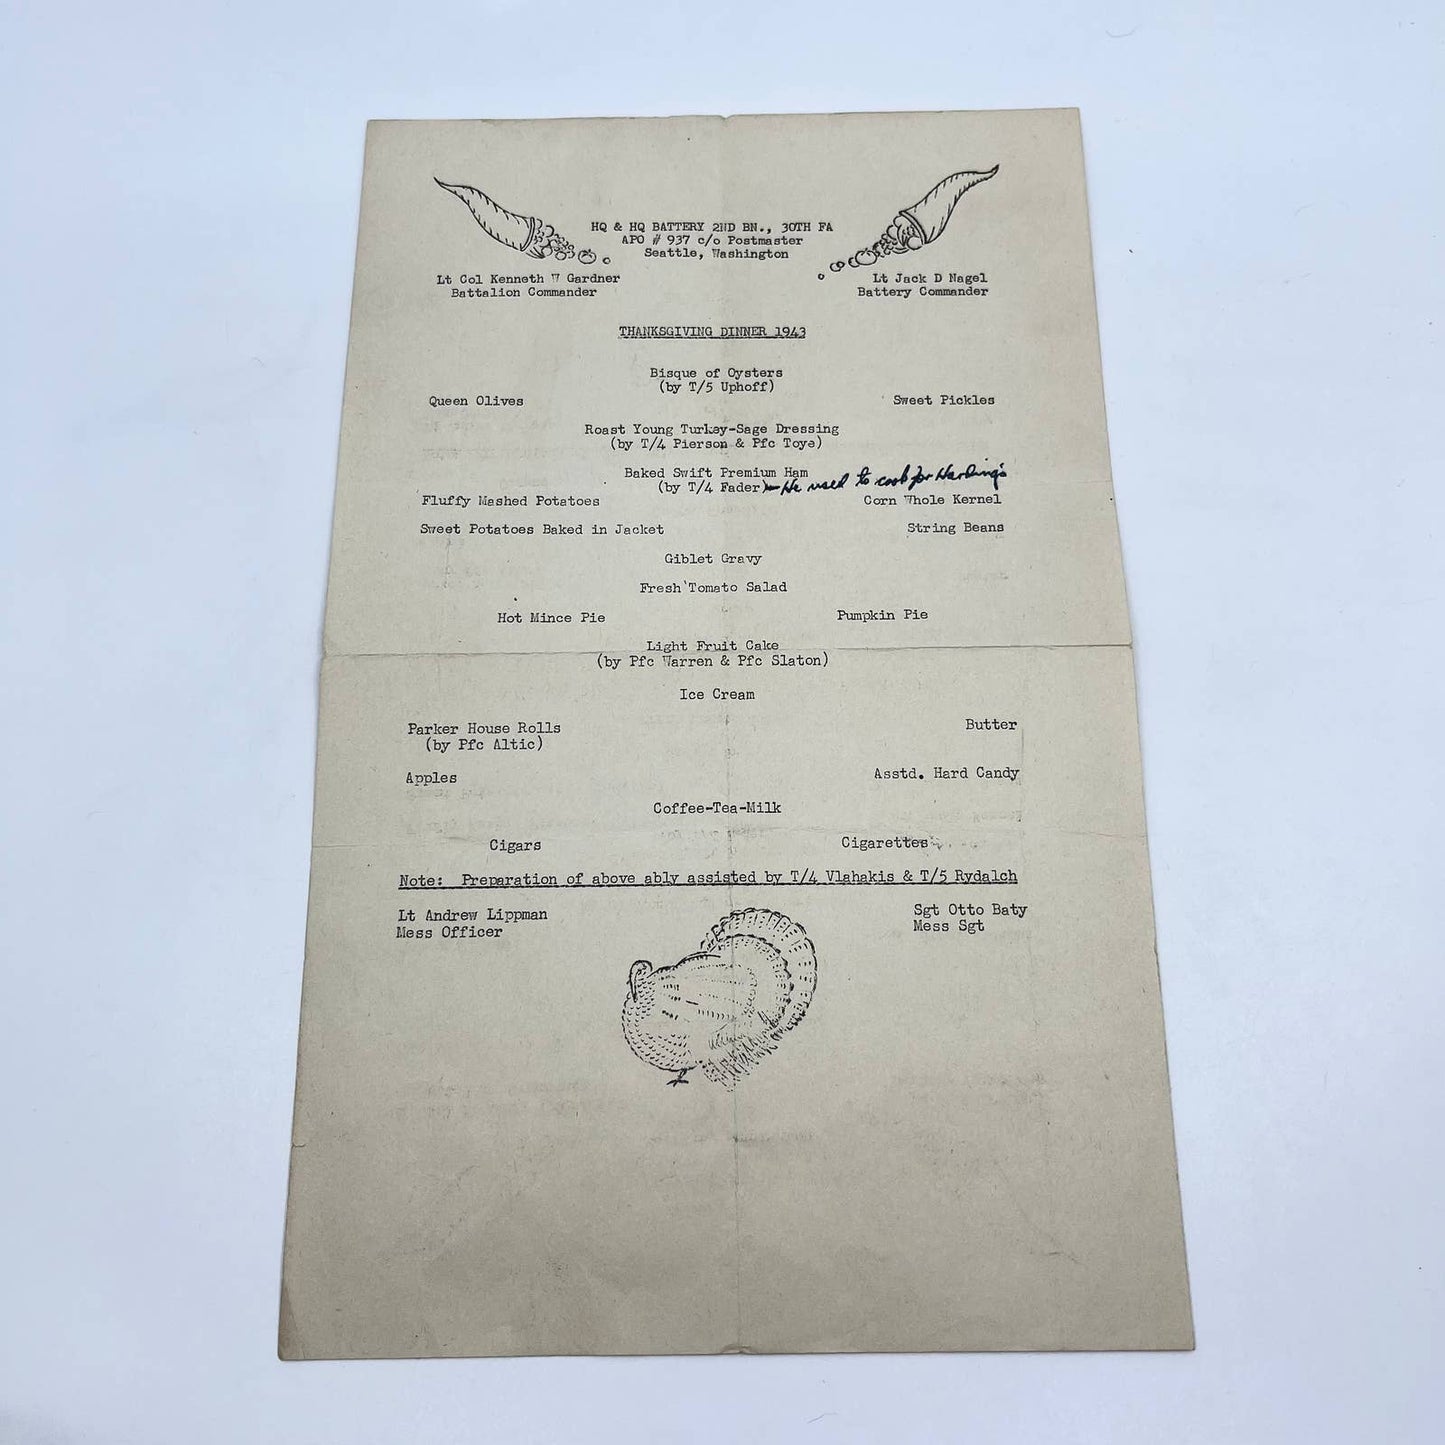 HQ & HQ BATTERY 2ND BN., 30TH FA
APO # 937 c/o Postmaster
Seattle, Washington
Lt Col Kenneth W Gardner
Battalion Commander
Lt Jack D Nagel
Battery Commander
THANKSGIVING DINNER 1943
Bisque of Oysters
(by T/5 Uphoff)
Queen Olives
Sweet Pickles
Roast Young Turkey-Sage Dressing
(by T/4 Pierson & Pfc Toye)
Baked Swift Premium Ham
(by T/4 Fader) — He used to cook for Harding's
Fluffy Mashed Potatoes
Corn Whole Kernel
Sweet Potatoes Baked in Jacket
String Beans
Giblet Gravy
Fresh Tomato Salad
Hot Mince Pie
Pumpkin Pie
Light Fruit Cake
(by Pfc Warren & Pfc Slaton)
Ice Cream
Parker House Rolls
(by Pfc Altic)
Butter
Apples
Asstd. Hard Candy
Coffee-Tea-Milk
Cigars
Cigarettes
Note: Preparation of above ably assisted by T/4 Vlahakis & T/5 Rydalch
Lt Andrew Lippman
Mess Officer
Sgt Otto Baty
Mess Sgt